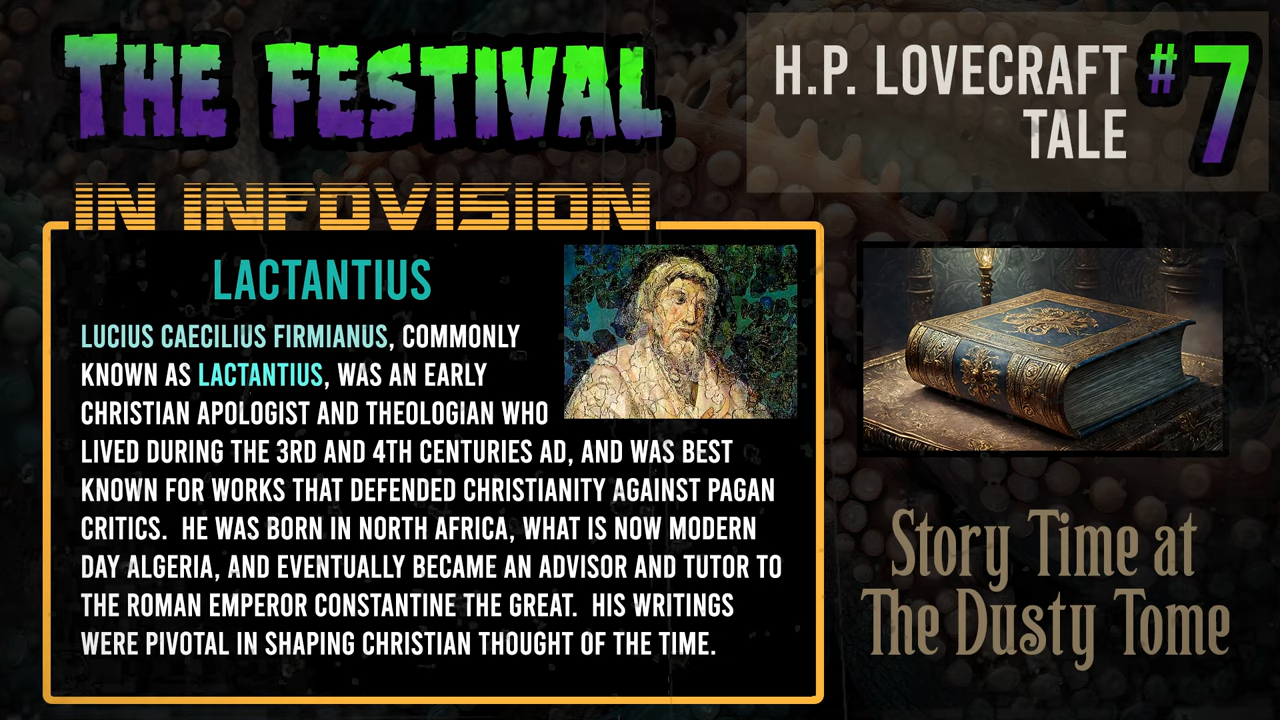 THE FESTIVAL
H.P. LOVECRAFT
TALE
#7
IN INFOVISION
LACTANTIUS
LUCIUS CAECILIUS FIRMIANUS, COMMONLY
KNOWN AS LACTANTIUS, WAS AN EARLY
CHRISTIAN APOLOGIST AND THEOLOGIAN WHO
LIVED DURING THE 3RD AND 4TH CENTURIES AD, AND WAS BEST
KNOWN FOR WORKS THAT DEFENDED CHRISTIANITY AGAINST PAGAN
CRITICS.  HE WAS BORN IN NORTH AFRICA, WHAT IS NOW MODERN
DAY ALGERIA, AND EVENTUALLY BECAME AN ADVISOR AND TUTOR TO
THE ROMAN EMPEROR CONSTANTINE THE GREAT.  HIS WRITINGS
WERE PIVOTAL IN SHAPING CHRISTIAN THOUGHT OF THE TIME.
Story Time at
The Dusty Tome